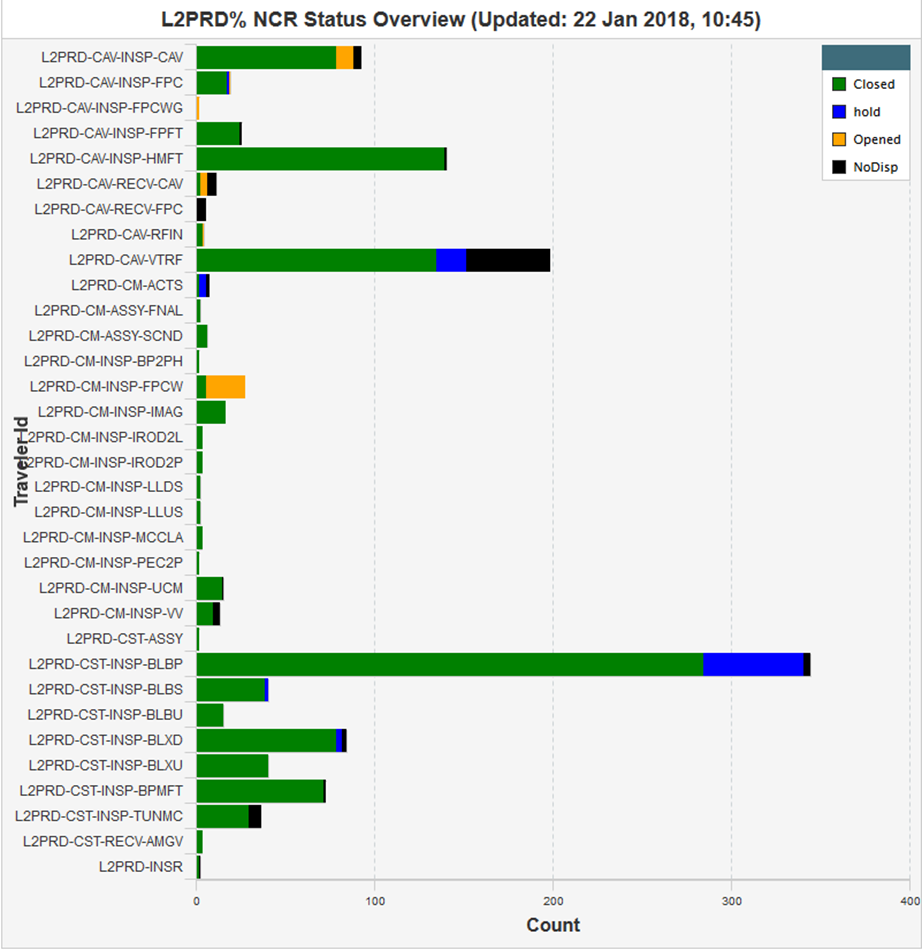 L2PRD% NCR Status Overview (Updated: 22 Jan 2018, 10:45)
L2PRD-CAV-INSP-CAV
L2PRD-CAV-INSP-FPC
L2PRD-CAV-INSP-FPCWG
L2PRD-CAV-INSP-FPFT
L2PRD-CAV-INSP-HMFT
L2PRD-CAV-RECV-CAV
L2PRD-CAV-RECV-FPC
L2PRD-CAV-RFIN
L2PRD-CAV-VTRF
L2PRD-CM-ACTS
L2PRD-CM-ASSY-FNAL
L2PRD-CM-ASSY-SCND
L2PRD-CM-INSP-BP2PH
L2PRD-CM-INSP-FPCW
L2PRD-CM-INSP-IMAG
L2PRD-CM-INSP-IROD2L
L2PRD-CM-INSP-IROD2P
L2PRD-CM-INSP-LLDS
L2PRD-CM-INSP-LLUS
L2PRD-CM-INSP-MCCLA
L2PRD-CM-INSP-PEC2P
L2PRD-CM-INSP-UCM
L2PRD-CM-INSP-VV
L2PRD-CST-ASSY
L2PRD-CST-INSP-BLBP
L2PRD-CST-INSP-BLBS
L2PRD-CST-INSP-BLBU
L2PRD-CST-INSP-BLXD
L2PRD-CST-INSP-BLXU
L2PRD-CST-INSP-BPMFT
L2PRD-CST-INSP-TUNMC
L2PRD-CST-RECV-AMGV
L2PRD-INSR
Traveler Id
Closed
hold
Opened
NoDisp
0 100 200 300 400
Count